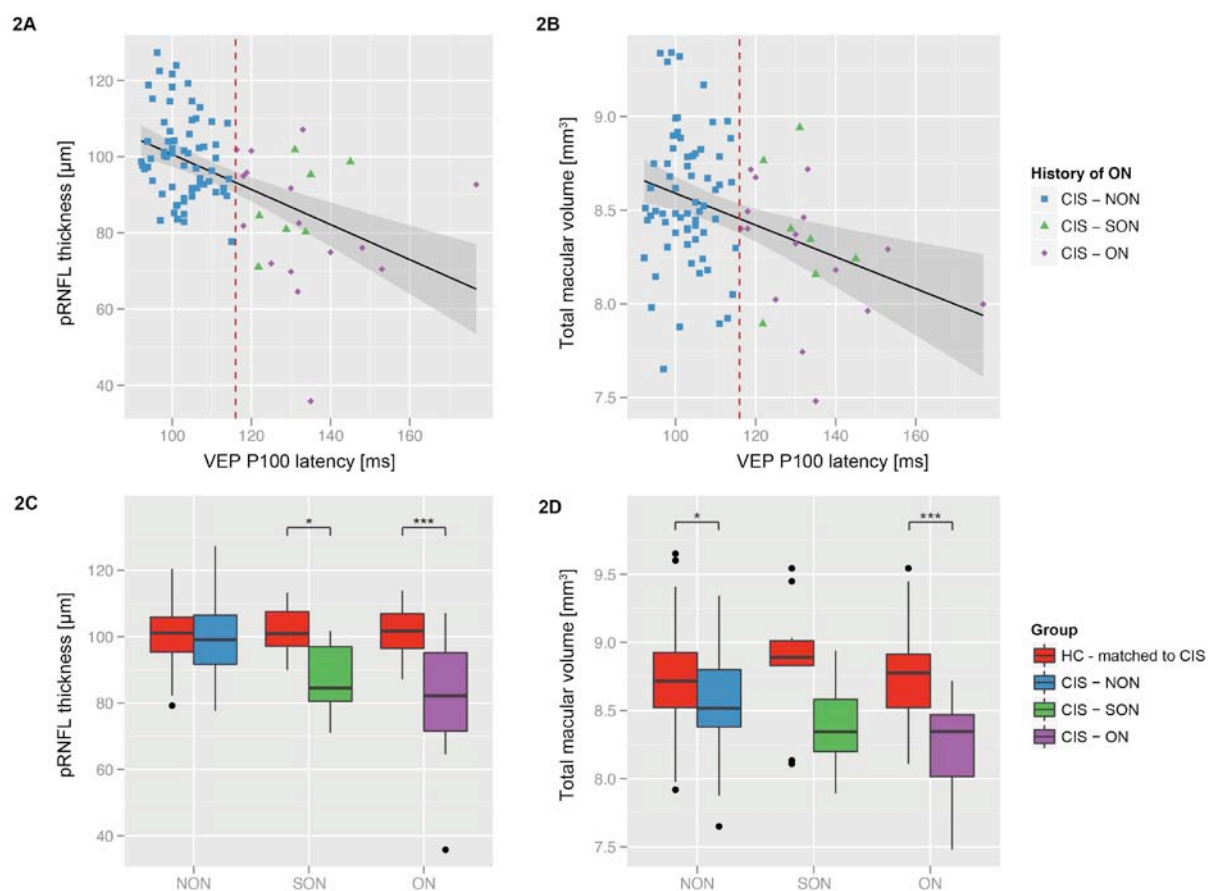 2A
pRNFL thickness [µm]
120
100
80
60
40
100
120
140
160
VEP P100 latency [ms]
2B
Total macular volume [mm³]
9.0
8.5
8.0
7.5
100
120
140
160
VEP P100 latency [ms]
History of ON
CIS – NON
CIS – SON
CIS – ON
2C
pRNFL thickness [µm]
120
100
80
60
40
*
***
NON
SON
ON
2D
Total macular volume [mm³]
9.5
9.0
8.5
8.0
7.5
*
***
NON
SON
ON
Group
HC - matched to CIS
CIS – NON
CIS – SON
CIS – ON